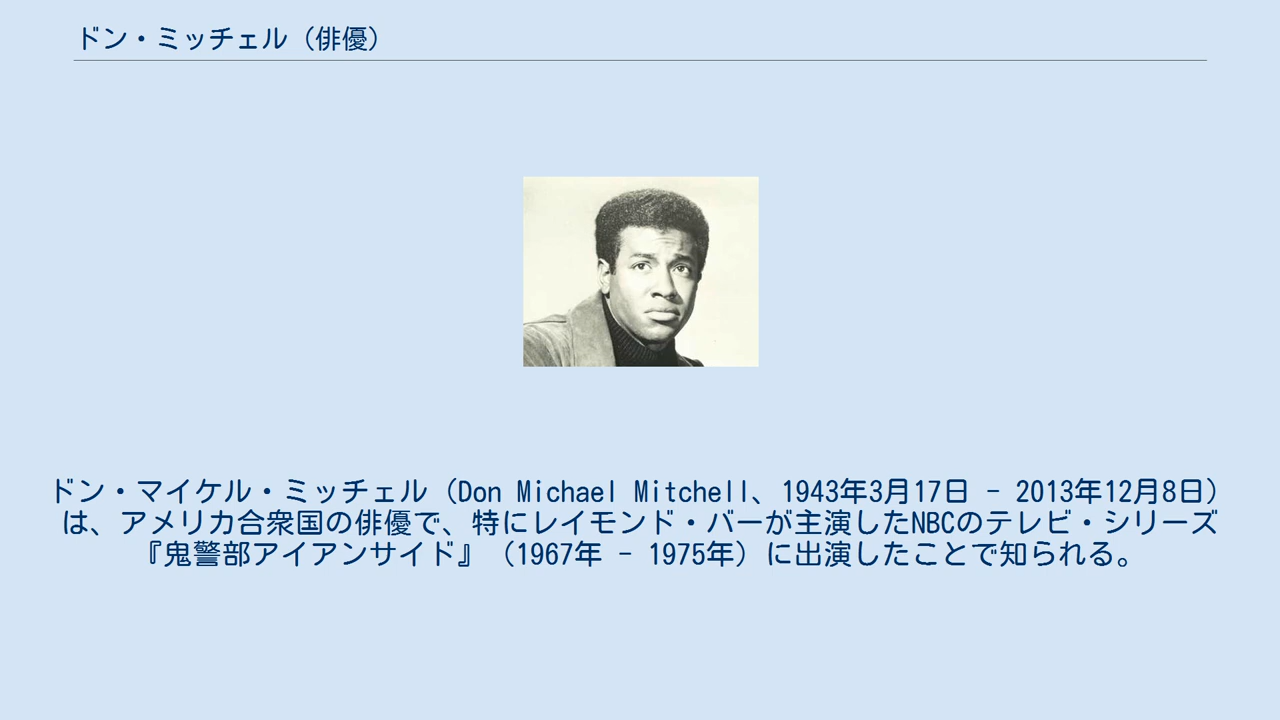 ドン・ミッチェル（俳優）
ドン・マイケル・ミッチェル（Don Michael Mitchell、1943年3月17日 - 2013年12月8日）
は、アメリカ合衆国の俳優で、特にレイモンド・バーが主演したNBCのテレビ・シリーズ
『鬼警部アイアンサイド』（1967年 - 1975年）に出演したことで知られる。